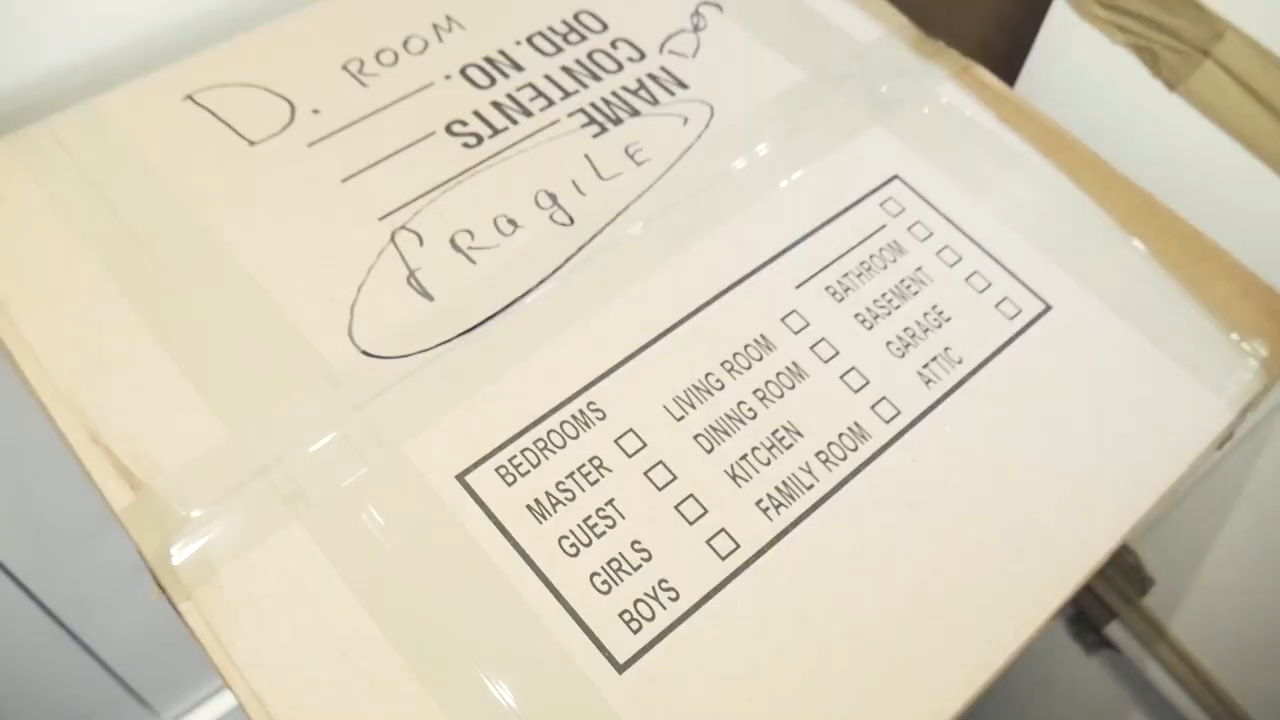 D. ROOM
ORD. NO.
CONTENTS
NAME
fRagiLE
BEDROOMS
MASTER
GUEST
GIRLS
BOYS
LIVING ROOM
DINING ROOM
KITCHEN
FAMILY ROOM
BATHROOM
BASEMENT
GARAGE
ATTIC